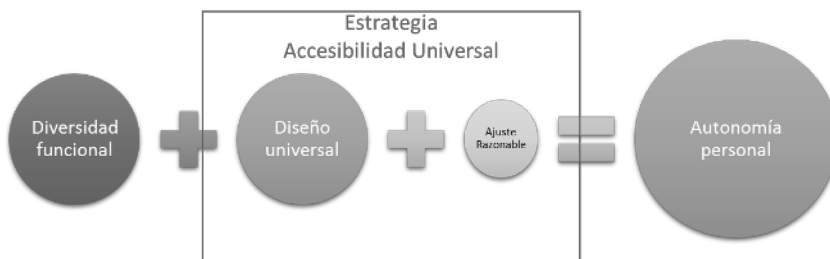 Estrategia
Accesibilidad Universal
Diversidad
funcional
Diseño
universal
Ajuste
Razonable
Autonomía
personal